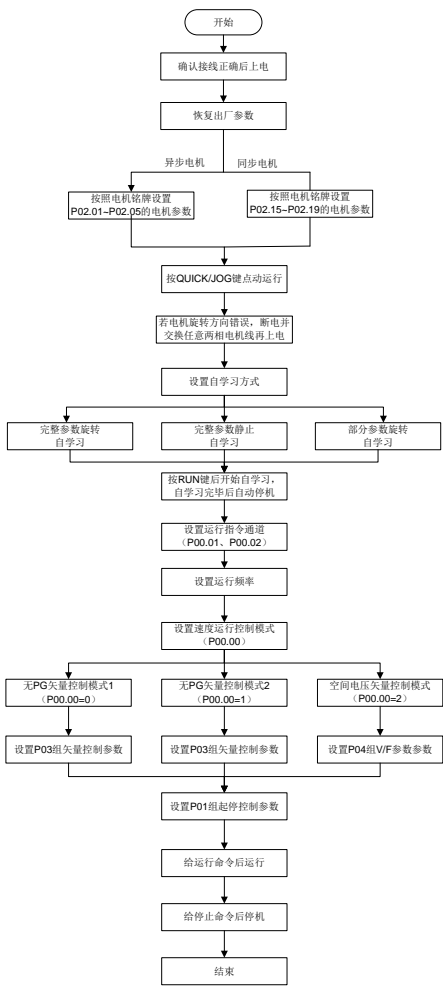 开始
确认接线正确后上电
恢复出厂参数
异步电机
同步电机
按照电机铭牌设置
P02.01~P02.05的电机参数
按照电机铭牌设置
P02.15~P02.19的电机参数
按QUICK/JOG键点动运行
若电机旋转方向错误，断电并
交换任意两相电机线再上电
设置自学习方式
完整参数旋转
自学习
完整参数静止
自学习
部分参数旋转
自学习
按RUN键后开始自学习，
自学习完毕后自动停机
设置运行指令通道
（P00.01、P00.02）
设置运行频率
设置速度运行控制模式
（P00.00）
无PG矢量控制模式1
（P00.00=0）
无PG矢量控制模式2
（P00.00=1）
空间电压矢量控制模式
（P00.00=2）
设置P03组矢量控制参数
设置P03组矢量控制参数
设置P04组V/F参数参数
设置P01组起停控制参数
给运行命令后运行
给停止命令后停机
结束